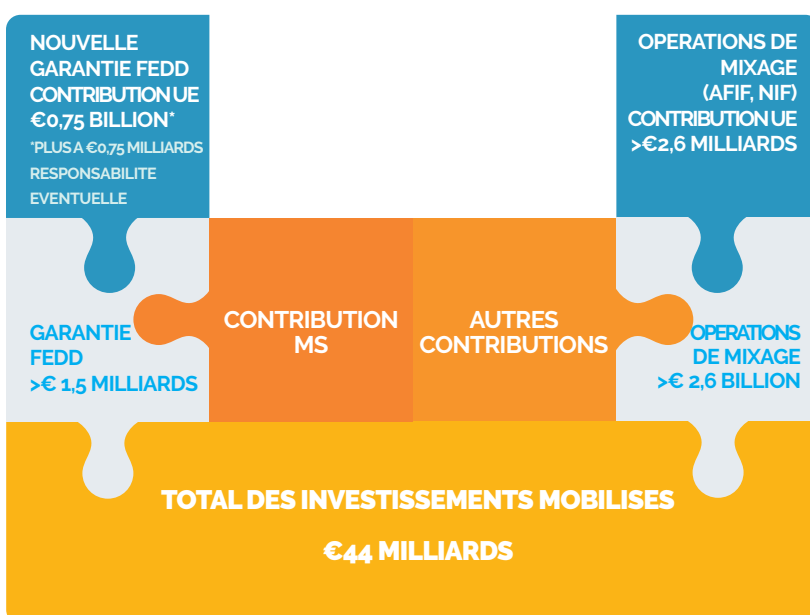 NOUVELLE
GARANTIE FEDD
CONTRIBUTION UE
€0,75 BILLION*
*PLUS A €0,75 MILLIARDS
RESPONSABILITE
EVENTUELLE
OPERATIONS DE
MIXAGE
(AFIF, NIF)
CONTRIBUTION UE
>€2,6 MILLIARDS
GARANTIE
FEDD
>€ 1,5 MILLIARDS
CONTRIBUTION
MS
AUTRES
CONTRIBUTIONS
OPERATIONS
DE MIXAGE
>€ 2,6 BILLION
TOTAL DES INVESTISSEMENTS MOBILISES
€44 MILLIARDS